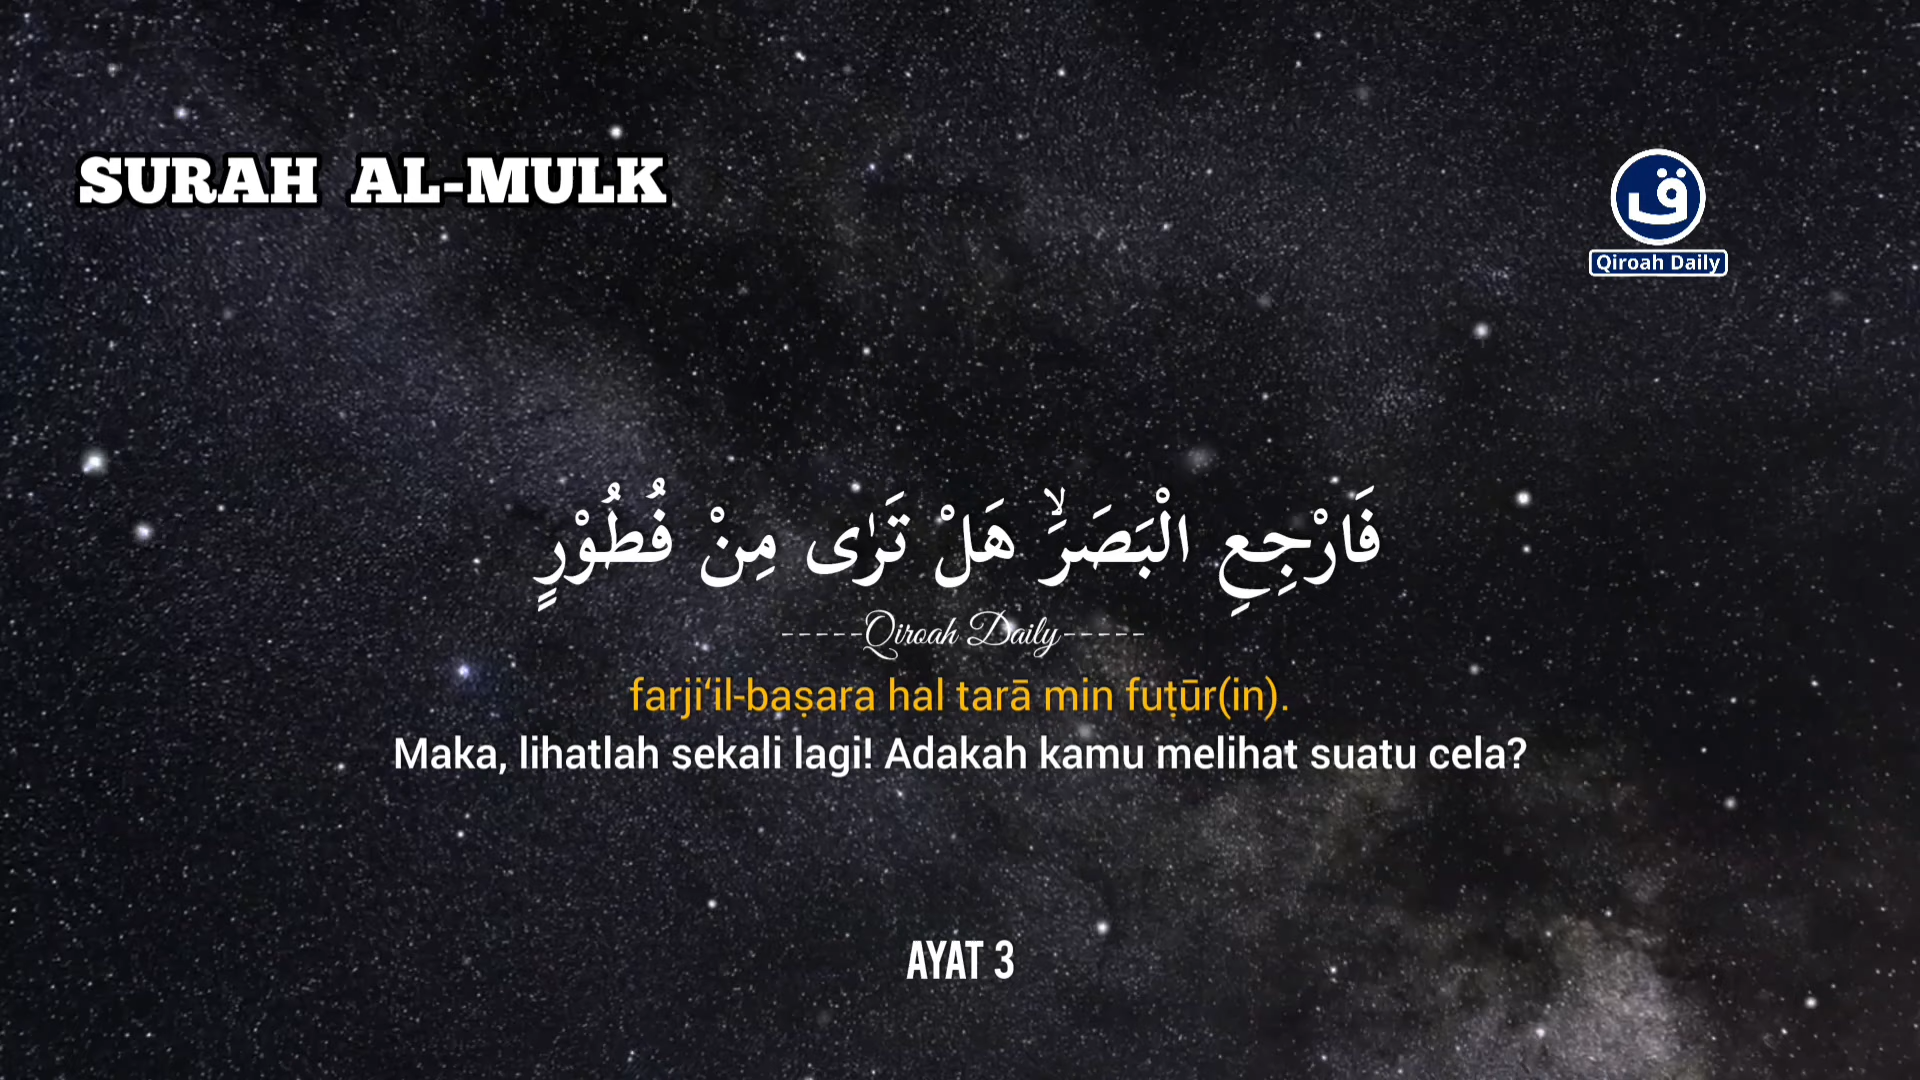 SURAH AL-MULK
ق
Qiroah Daily
فَارْجِعِ الْبَصَرَۙ هَلْ تَرٰى مِنْ فُطُوْرٍ
-----Qiroah Daily-----
farji‘il-baṣara hal tarā min fuṭūr(in).
Maka, lihatlah sekali lagi! Adakah kamu melihat suatu cela?
AYAT 3